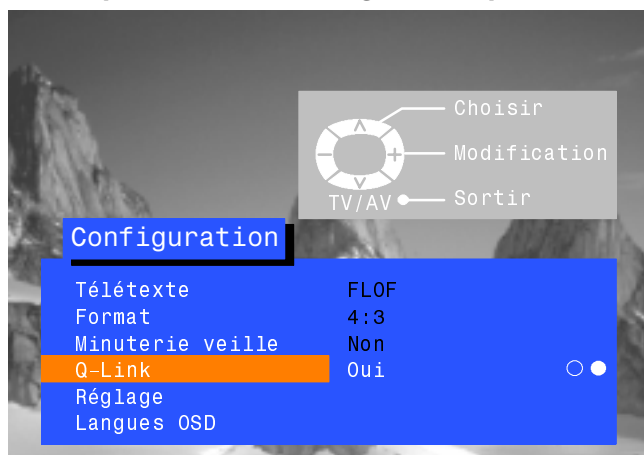 Choisir
Modification
TV/AV Sortir
Configuration
Télétexte FLOF
Format 4:3
Minuterie veille Non
Q-Link Oui
Réglage
Langues OSD